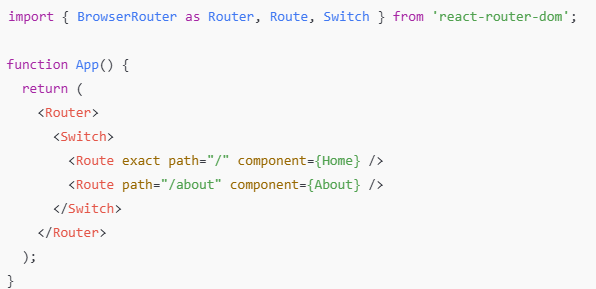 import { BrowserRouter as Router, Route, Switch } from 'react-router-dom';

function App() {
  return (
    <Router>
      <Switch>
        <Route exact path="/" component={Home} />
        <Route path="/about" component={About} />
      </Switch>
    </Router>
  );
}